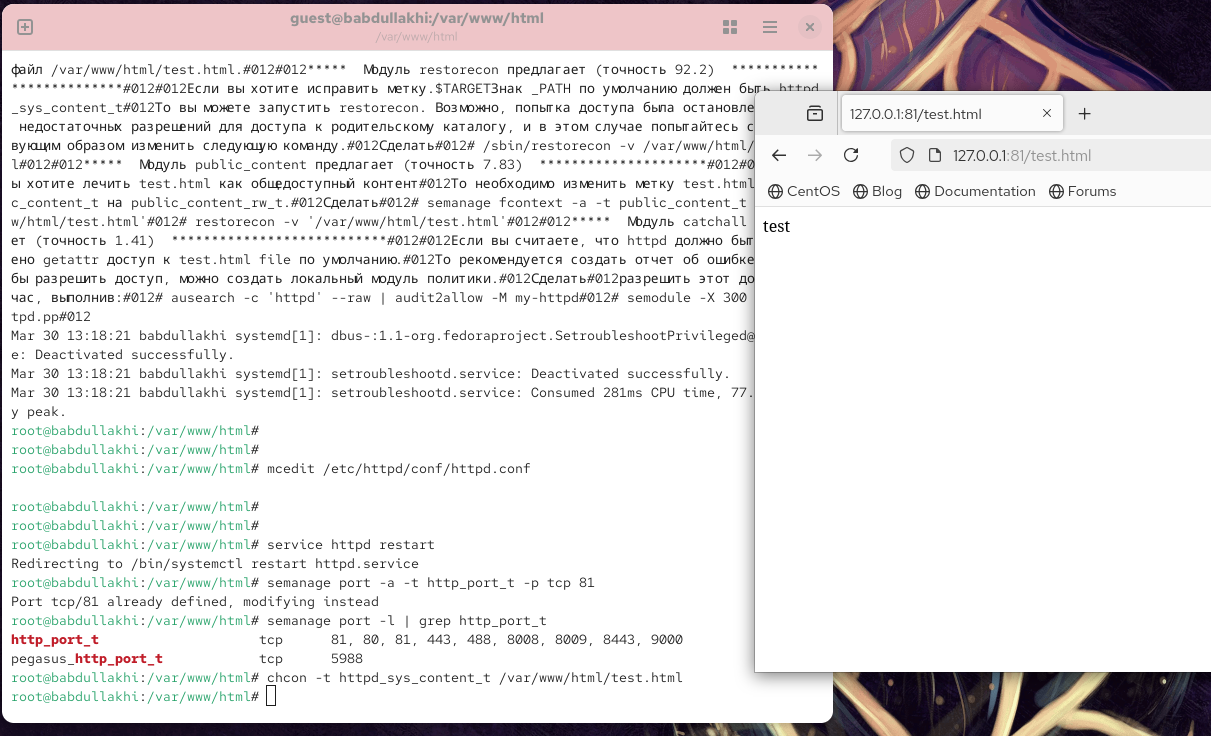 guest@babdullakhi:/var/www/html
/var/www/html
файл /var/www/html/test.html.#012#012***** Модуль restorecon предлагает (точность 92.2) ***********
**************#012#012Если вы хотите исправить метку.$TARGETЗнак _PATH по умолчанию должен быть httpd
_sys_content_t#012То вы можете запустить restorecon. Возможно, попытка доступа была остановле
недостаточных разрешений для доступа к родительскому каталогу, и в этом случае попытайтесь с
вующим образом изменить следующую команду.#012Сделать#012# /sbin/restorecon -v /var/www/html/
l#012#012***** Модуль public_content предлагает (точность 7.83) *********************#012#0
ы хотите лечить test.html как общедоступный контент#012То необходимо изменить метку test.html
c_content_t на public_content_rw_t.#012Сделать#012# semanage fcontext -a -t public_content_t
w/html/test.html'#012# restorecon -v '/var/www/html/test.html'#012#012***** Модуль catchall
ет (точность 1.41) ***************************#012#012Если вы считаете, что httpd должно быт
ено getattr доступ к test.html file по умолчанию.#012То рекомендуется создать отчет об ошибке
бы разрешить доступ, можно создать локальный модуль политики.#012Сделать#012разрешить этот до
час, выполнив:#012# ausearch -c 'httpd' --raw | audit2allow -M my-httpd#012# semodule -X 300
tpd.pp#012
Mar 30 13:18:21 babdullakhi systemd[1]: dbus-:1.1-org.fedoraproject.SetroubleshootPrivileged@
e: Deactivated successfully.
Mar 30 13:18:21 babdullakhi systemd[1]: setroubleshootd.service: Deactivated successfully.
Mar 30 13:18:21 babdullakhi systemd[1]: setroubleshootd.service: Consumed 281ms CPU time, 77.
y peak.
root@babdullakhi:/var/www/html#
root@babdullakhi:/var/www/html#
root@babdullakhi:/var/www/html# mcedit /etc/httpd/conf/httpd.conf
root@babdullakhi:/var/www/html#
root@babdullakhi:/var/www/html#
root@babdullakhi:/var/www/html# service httpd restart
Redirecting to /bin/systemctl restart httpd.service
root@babdullakhi:/var/www/html# semanage port -a -t http_port_t -p tcp 81
Port tcp/81 already defined, modifying instead
root@babdullakhi:/var/www/html# semanage port -l | grep http_port_t
http_port_t tcp 81, 80, 81, 443, 488, 8008, 8009, 8443, 9000
pegasus_http_port_t tcp 5988
root@babdullakhi:/var/www/html# chcon -t httpd_sys_content_t /var/www/html/test.html
root@babdullakhi:/var/www/html#
127.0.0.1:81/test.html
127.0.0.1:81/test.html
CentOS Blog Documentation Forums
test